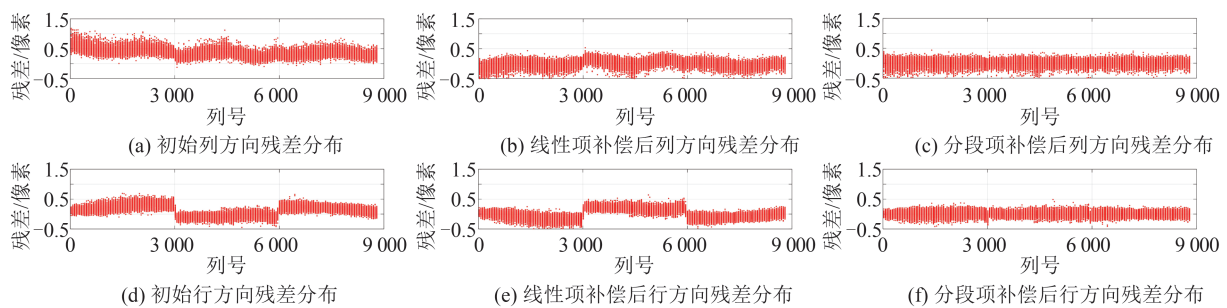 残差/像素
1.5
0.5
−0.5
0
3 000
6 000
9 000
列号
(a) 初始列方向残差分布
残差/像素
1.5
0.5
−0.5
0
3 000
6 000
9 000
列号
(b) 线性项补偿后列方向残差分布
残差/像素
1.5
0.5
−0.5
0
3 000
6 000
9 000
列号
(c) 分段项补偿后列方向残差分布
残差/像素
1.5
0.5
−0.5
0
3 000
6 000
9 000
列号
(d) 初始行方向残差分布
残差/像素
1.5
0.5
−0.5
0
3 000
6 000
9 000
列号
(e) 线性项补偿后行方向残差分布
残差/像素
1.5
0.5
−0.5
0
3 000
6 000
9 000
列号
(f) 分段项补偿后行方向残差分布